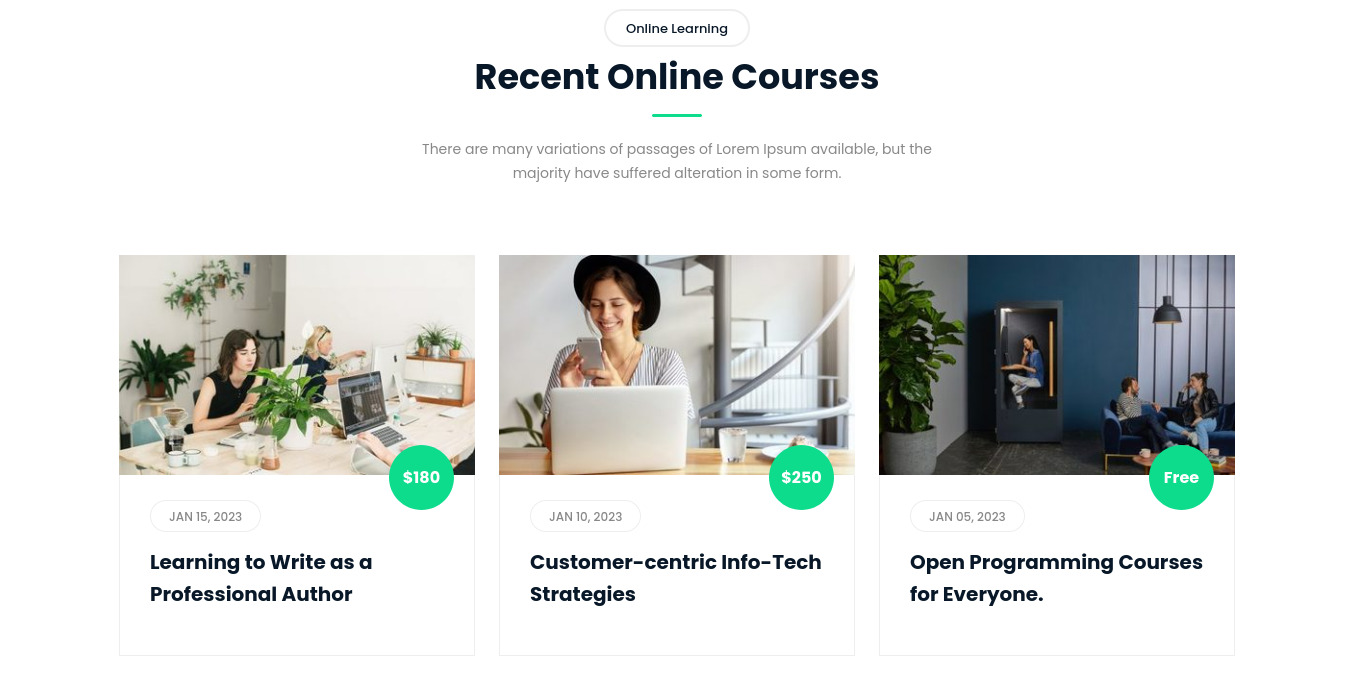 Online Learning
Recent Online Courses
There are many variations of passages of Lorem Ipsum available, but the
majority have suffered alteration in some form.
$180
JAN 15, 2023
Learning to Write as a
Professional Author
$250
JAN 10, 2023
Customer-centric Info-Tech
Strategies
Free
JAN 05, 2023
Open Programming Courses
for Everyone.